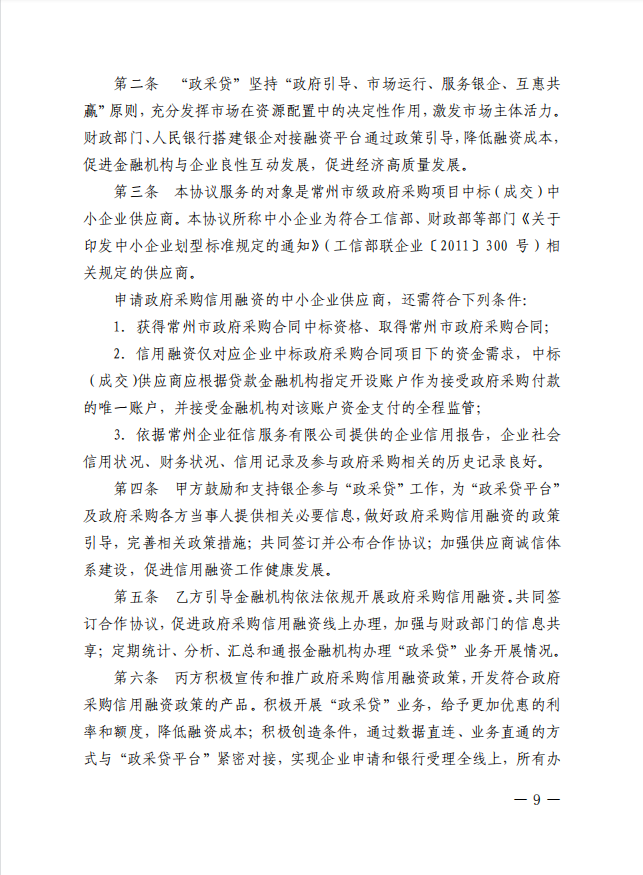 第二条　“政采贷”坚持“政府引导、市场运行、服务银企、互惠共
赢”原则，充分发挥市场在资源配置中的决定性作用，激发市场主体活力。
财政部门、人民银行搭建银企对接融资平台通过政策引导，降低融资成本，
促进金融机构与企业良性互动发展，促进经济高质量发展。
第三条　本协议服务的对象是常州市级政府采购项目中标（成交）中
小企业供应商。本协议所称中小企业为符合工信部、财政部等部门《关于
印发中小企业划型标准规定的通知》（工信部联企业〔2011〕300 号）相
关规定的供应商。
申请政府采购信用融资的中小企业供应商，还需符合下列条件：
1．获得常州市政府采购合同中标资格、取得常州市政府采购合同；
2．信用融资仅对应企业中标政府采购合同项目下的资金需求，中标
（成交）供应商应根据贷款金融机构指定开设账户作为接受政府采购付款
的唯一账户，并接受金融机构对该账户资金支付的全程监管；
3．依据常州企业征信服务有限公司提供的企业信用报告，企业社会
信用状况、财务状况、信用记录及参与政府采购相关的历史记录良好。
第四条　甲方鼓励和支持银企参与“政采贷”工作，为“政采贷平台”
及政府采购各方当事人提供相关必要信息，做好政府采购信用融资的政策
引导，完善相关政策措施；共同签订并公布合作协议；加强供应商诚信体
系建设，促进信用融资工作健康发展。
第五条　乙方引导金融机构依法依规开展政府采购信用融资。共同签
订合作协议，促进政府采购信用融资线上办理，加强与财政部门的信息共
享；定期统计、分析、汇总和通报金融机构办理“政采贷”业务开展情况。
第六条　丙方积极宣传和推广政府采购信用融资政策，开发符合政府
采购信用融资政策的产品。积极开展“政采贷”业务，给予更加优惠的利
率和额度，降低融资成本；积极创造条件，通过数据直连、业务直通的方
式与“政采贷平台”紧密对接，实现企业申请和银行受理全线上，所有办
— 9 —